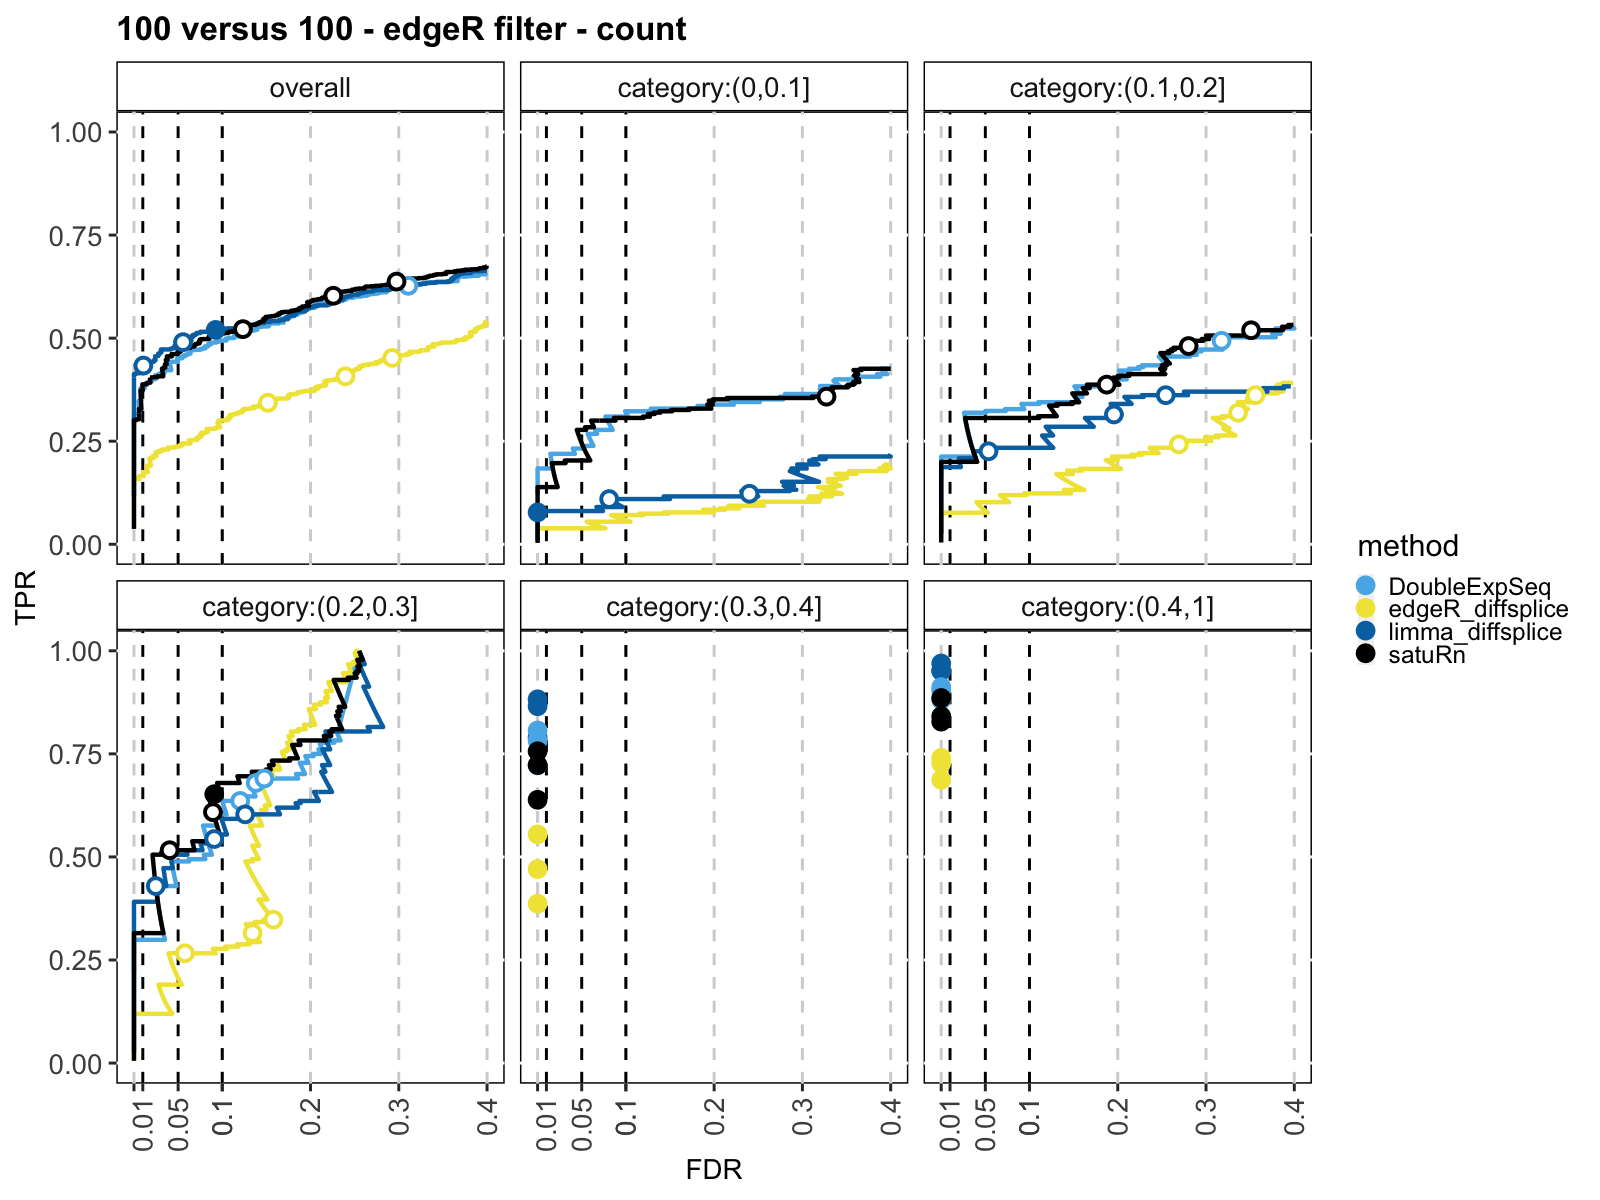 100 versus 100 - edgeR filter - count
overall
category:(0,0.1]
category:(0.1,0.2]
1.00
0.75
0.50
0.25
0.00
category:(0.2,0.3]
category:(0.3,0.4]
category:(0.4,1]
1.00
0.75
0.50
0.25
0.00
TPR
0.01
0.05
0.1
0.2
0.3
0.4
0.01
0.05
0.1
0.2
0.3
0.4
0.01
0.05
0.1
0.2
0.3
0.4
FDR
method
DoubleExpSeq
edgeR_diffsplice
limma_diffsplice
satuRn